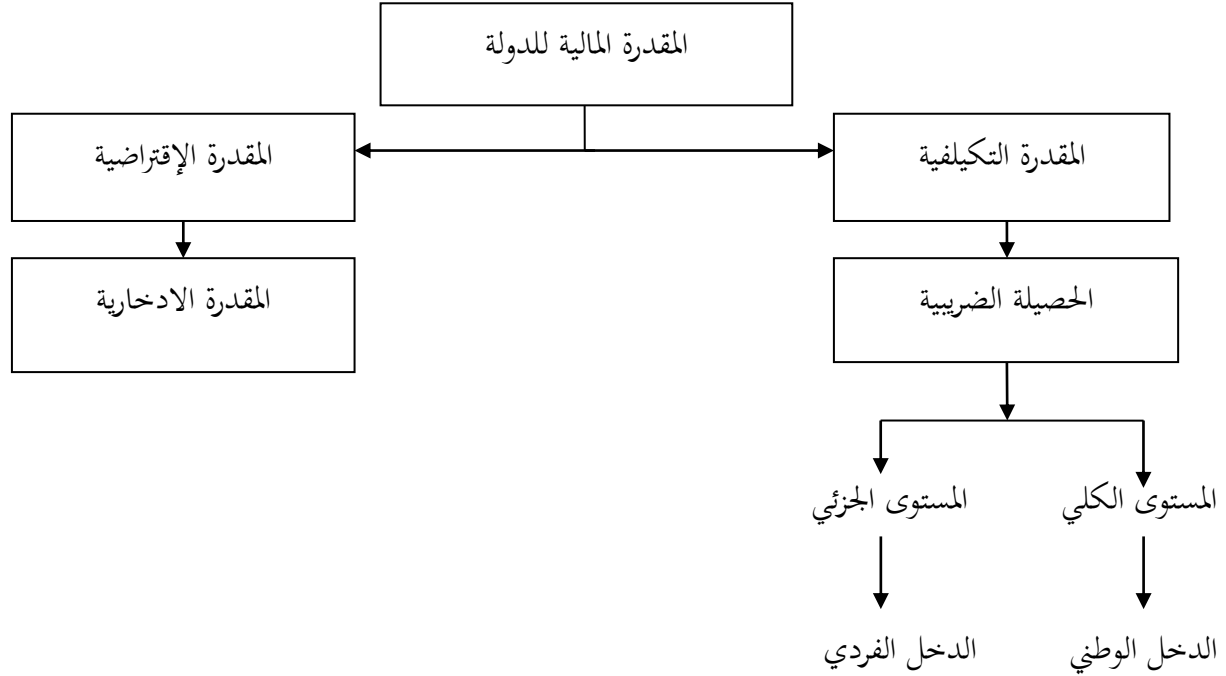 المقدرة المالية للدولة
المقدرة التكيلفية
المقدرة الإقتراضية
الحصيلة الضريبية
المقدرة الادخارية
المستوى الكلي
المستوى الجزئي
الدخل الوطني
الدخل الفردي